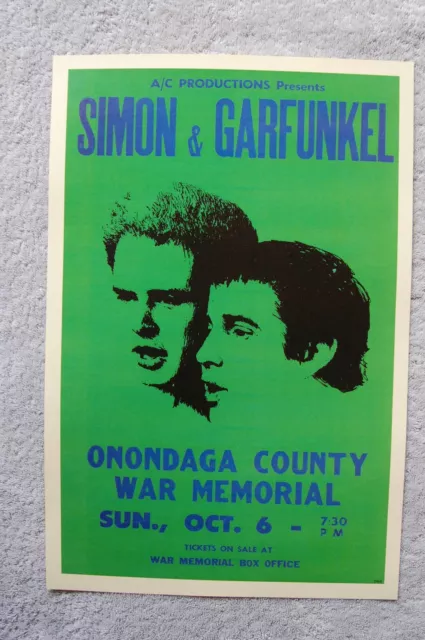 A/C PRODUCTIONS Presents
SIMON & GARFUNKEL
ONONDAGA COUNTY
WAR MEMORIAL
SUN., OCT. 6 - 7:30 PM
TICKETS ON SALE AT
WAR MEMORIAL BOX OFFICE